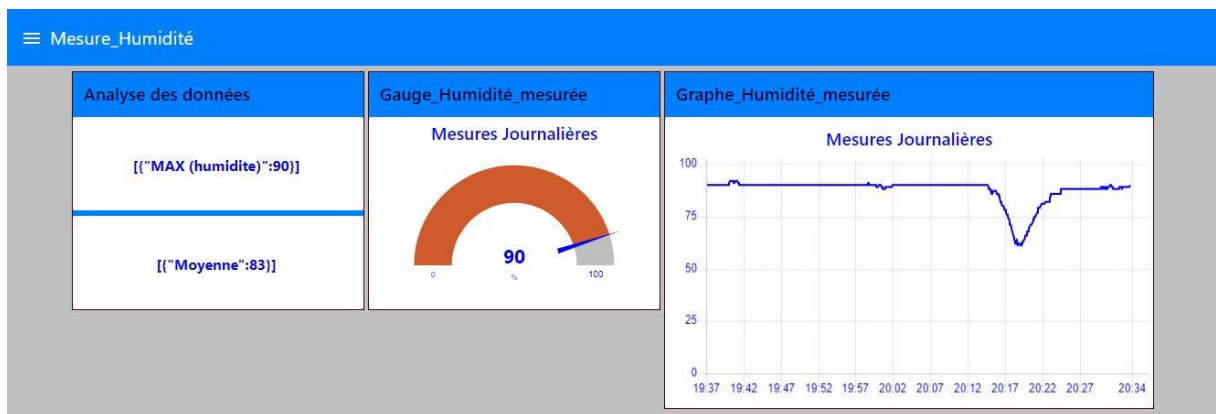 Mesure_Humidité
Analyse des données
[{"MAX (humidite)":90}]
[{"Moyenne":83}]
Gauge_Humidité_mesurée
Mesures Journalières
90
%
0
100
Graphe_Humidité_mesurée
Mesures Journalières
100
75
50
25
0
19:37 19:42 19:47 19:52 19:57 20:02 20:07 20:12 20:17 20:22 20:27 20:34